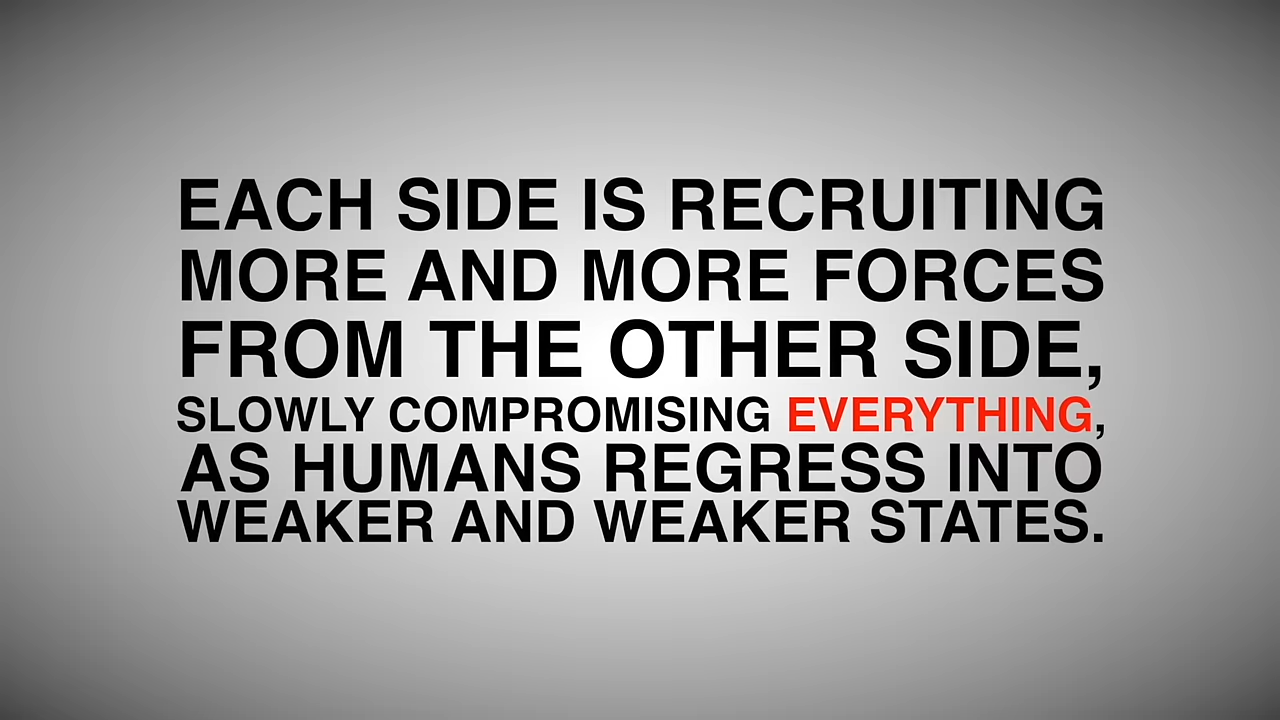 EACH SIDE IS RECRUITING
MORE AND MORE FORCES
FROM THE OTHER SIDE,
SLOWLY COMPROMISING EVERYTHING,
AS HUMANS REGRESS INTO
WEAKER AND WEAKER STATES.